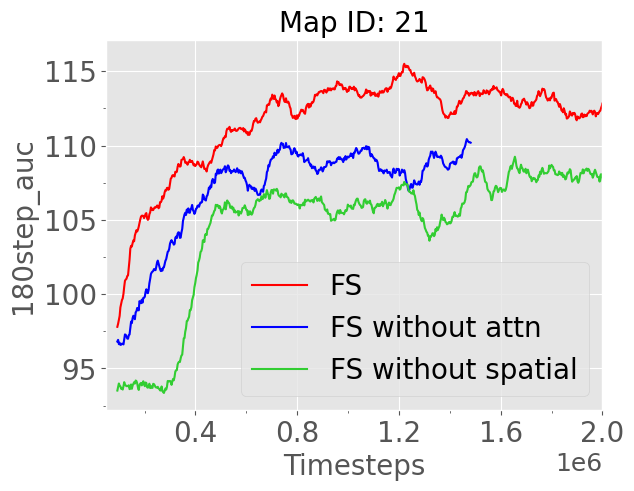 Map ID: 21
180step_auc
115
110
105
100
95
FS
FS without attn
FS without spatial
0.4 0.8 1.2 1.6 2.0
Timesteps
1e6